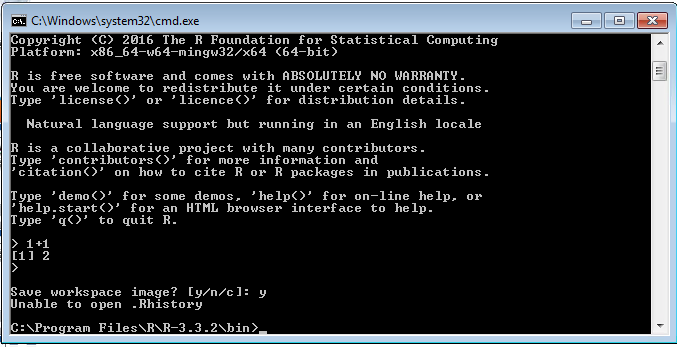 C:\Windows\system32\cmd.exe
Copyright (C) 2016 The R Foundation for Statistical Computing
Platform: x86_64-w64-mingw32/x64 (64-bit)
R is free software and comes with ABSOLUTELY NO WARRANTY.
You are welcome to redistribute it under certain conditions.
Type 'license()' or 'licence()' for distribution details.
Natural language support but running in an English locale
R is a collaborative project with many contributors.
Type 'contributors()' for more information and
'citation()' on how to cite R or R packages in publications.
Type 'demo()' for some demos, 'help()' for on-line help, or
'help.start()' for an HTML browser interface to help.
Type 'q()' to quit R.
> 1+1
[1] 2
>
Save workspace image? [y/n/c]: y
Unable to open .Rhistory
C:\Program Files\R\R-3.3.2\bin>_